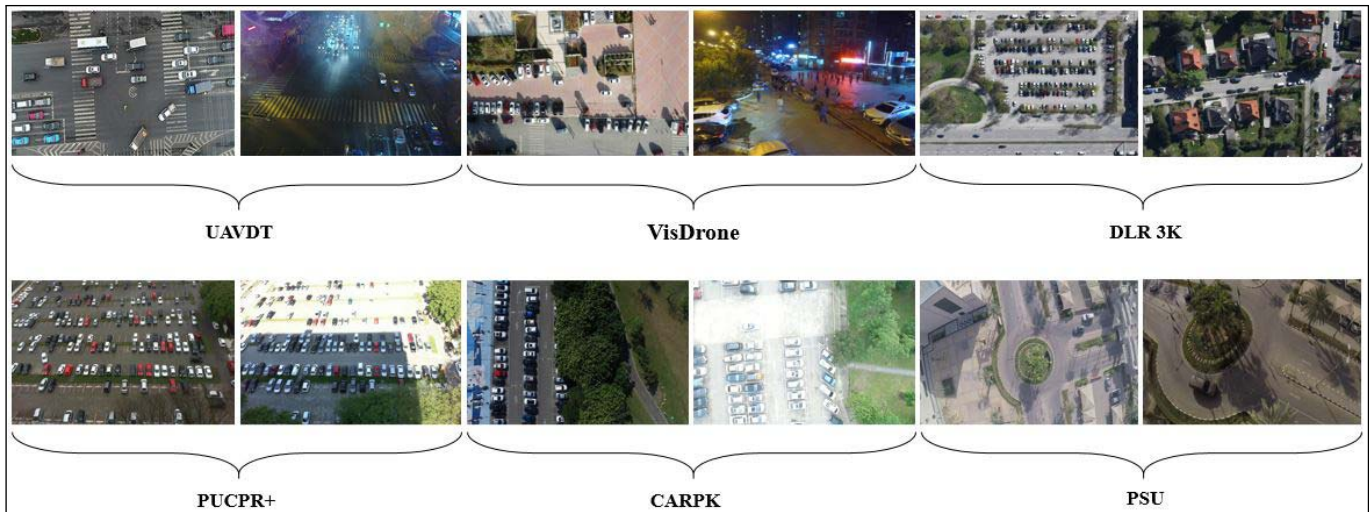 UAVDT
VisDrone
DLR 3K
PUCPR+
CARPK
PSU